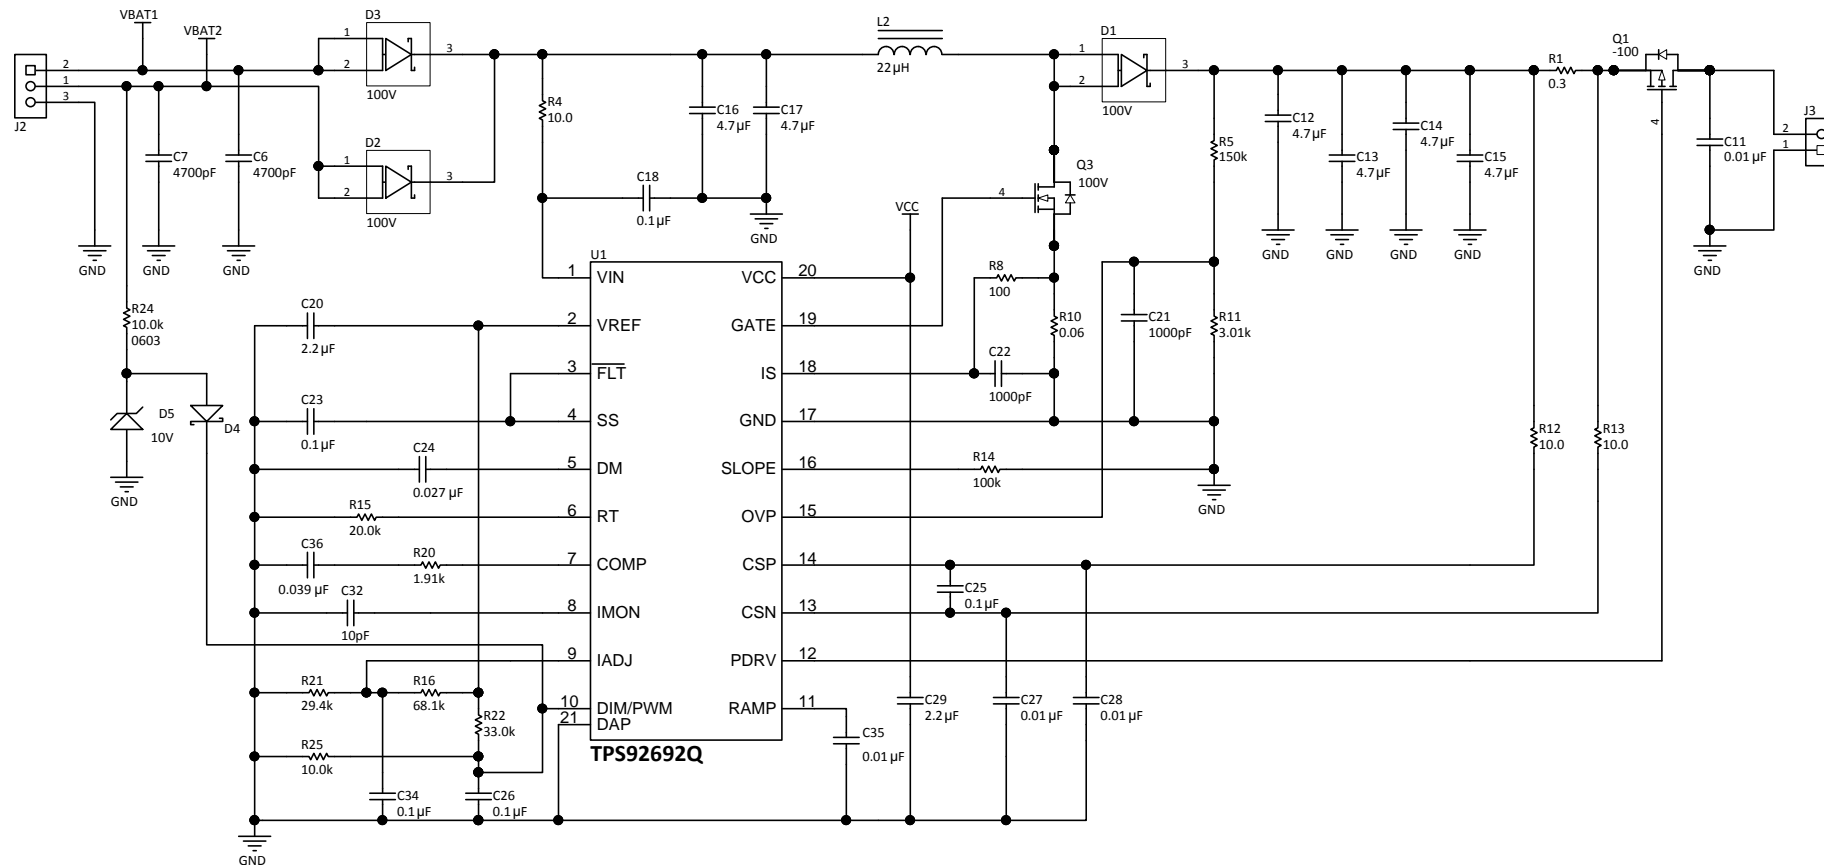 VBAT1
VBAT2
J2
2
1
3
D3
1
2
3
100V
D2
1
2
3
100V
C7
4700pF
C6
4700pF
GND
GND
GND
R4
10.0
C16
4.7µF
C17
4.7µF
C18
0.1µF
GND
L2
22µH
D1
1
2
3
100V
Q3
100V
4
R5
150k
C12
4.7µF
C13
4.7µF
C14
4.7µF
C15
4.7µF
GND
GND
GND
GND
R1
0.3
Q1
-100
4
C11
0.01µF
GND
J3
2
1
R24
10.0k
0603
D5
10V
D4
GND
C20
2.2µF
C23
0.1µF
C24
0.027µF
R15
20.0k
C36
0.039µF
R20
1.91k
C32
10pF
R21
29.4k
R16
68.1k
R22
33.0k
R25
10.0k
C34
0.1µF
C26
0.1µF
GND
U1
1 VIN
2 VREF
3 FLT
4 SS
5 DM
6 RT
7 COMP
8 IMON
9 IADJ
10 DIM/PWM
21 DAP
VCC 20
GATE 19
IS 18
GND 17
SLOPE 16
OVP 15
CSP 14
CSN 13
PDRV 12
RAMP 11
TPS92692Q
VCC
R8
100
R10
0.06
C22
1000pF
C21
1000pF
R11
3.01k
R14
100k
GND
R12
10.0
R13
10.0
C25
0.1µF
C35
0.01µF
C29
2.2µF
C27
0.01µF
C28
0.01µF